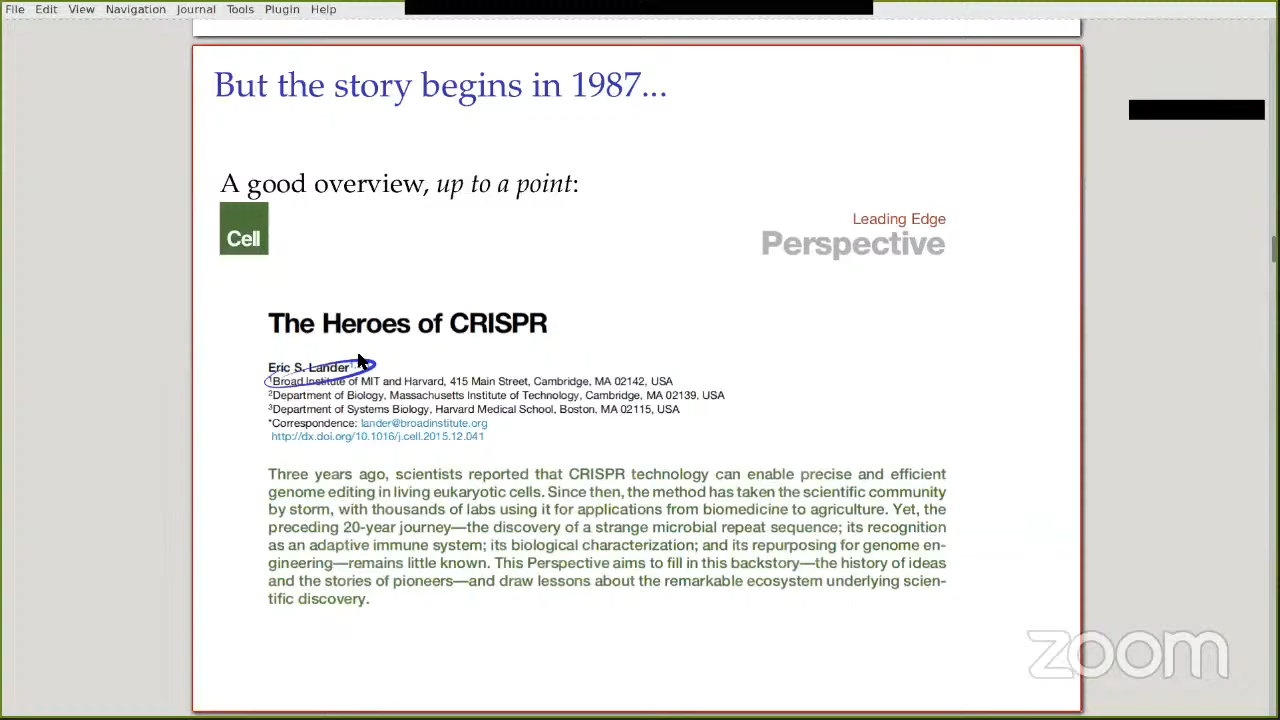 File Edit View Navigation Journal Tools Plugin Help
But the story begins in 1987...
A good overview, up to a point:
Cell
Leading Edge
Perspective
The Heroes of CRISPR
Eric S. Lander
1Broad Institute of MIT and Harvard, 415 Main Street, Cambridge, MA 02142, USA
2Department of Biology, Massachusetts Institute of Technology, Cambridge, MA 02139, USA
3Department of Systems Biology, Harvard Medical School, Boston, MA 02115, USA
*Correspondence: lander@broadinstitute.org
http://dx.doi.org/10.1016/j.cell.2015.12.041
Three years ago, scientists reported that CRISPR technology can enable precise and efficient
genome editing in living eukaryotic cells. Since then, the method has taken the scientific community
by storm, with thousands of labs using it for applications from biomedicine to agriculture. Yet, the
preceding 20-year journey—the discovery of a strange microbial repeat sequence; its recognition
as an adaptive immune system; its biological characterization; and its repurposing for genome en-
gineering—remains little known. This Perspective aims to fill in this backstory—the history of ideas
and the stories of pioneers—and draw lessons about the remarkable ecosystem underlying scien-
tific discovery.
zoom